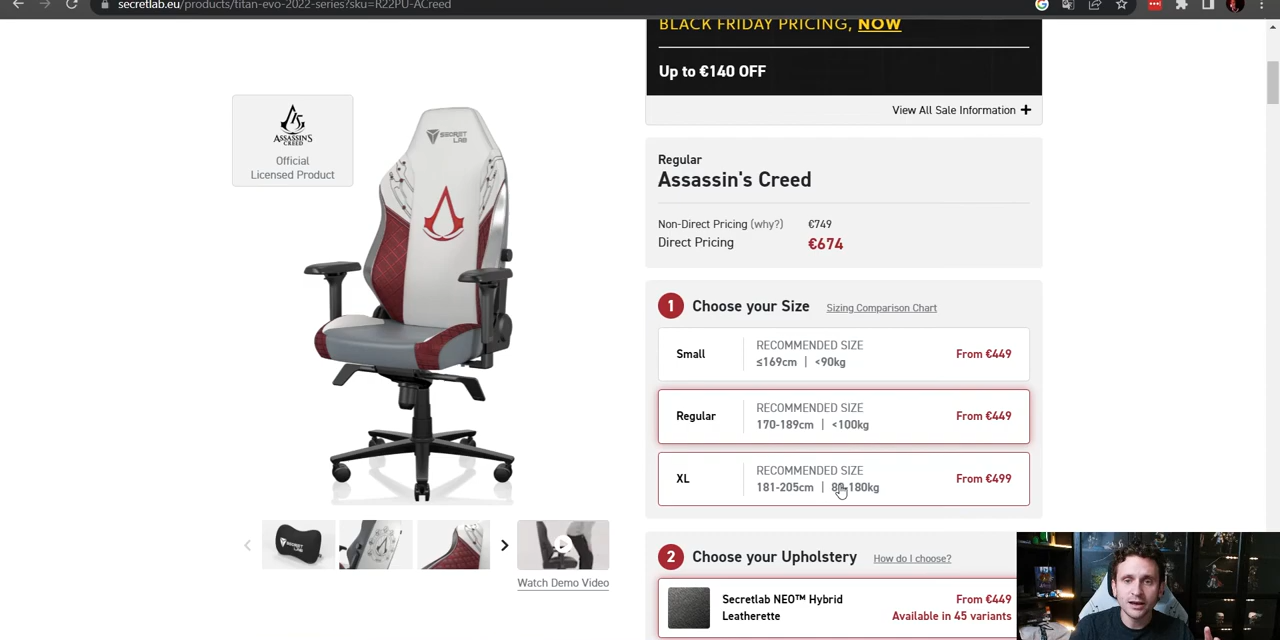 secretlab.eu/products/titan-evo-2022-series?sku=R22PU-ACreed
BLACK FRIDAY PRICING, NOW
Up to €140 OFF
View All Sale Information +
ASSASSIN'S
CREED
Official
Licensed Product
SECRET
LAB
Regular
Assassin's Creed
Non-Direct Pricing (why?) €749
Direct Pricing €674
1 Choose your Size Sizing Comparison Chart
Small
RECOMMENDED SIZE
≤169cm | <90kg
From €449
Regular
RECOMMENDED SIZE
170-189cm | <100kg
From €449
XL
RECOMMENDED SIZE
181-205cm | 80-180kg
From €499
2 Choose your Upholstery How do I choose?
Secretlab NEO™ Hybrid
Leatherette
From €449
Available in 45 variants
SECRETLAB
Watch Demo Video